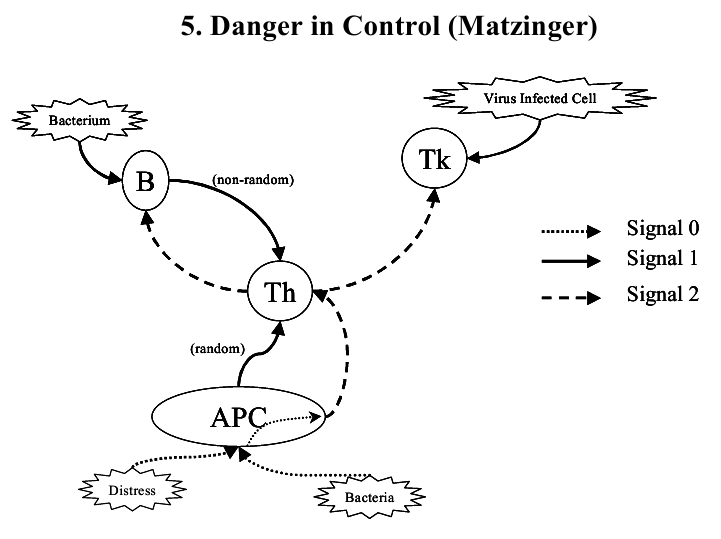 5. Danger in Control (Matzinger)
Virus Infected Cell
Bacterium
Tk
B
(non-random)
Signal 0
Signal 1
Th
Signal 2
(random)
APC
Distress
Bacteria